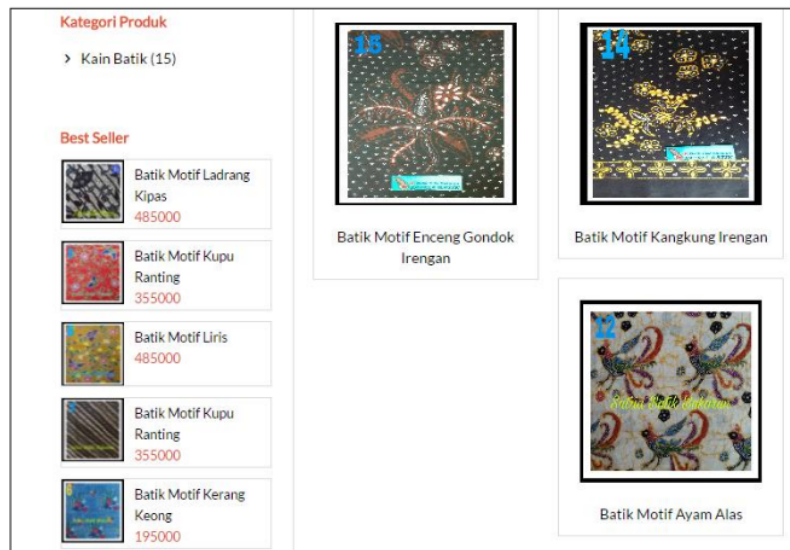 Kategori Produk
Kain Batik (15)
Best Seller
Batik Motif Ladrang
Kipas
485000
Batik Motif Kupu
Ranting
355000
Batik Motif Liris
485000
Batik Motif Kupu
Ranting
355000
Batik Motif Kerang
Keong
195000
15
Batik Motif Enceng Gondok
Irengan
14
Batik Motif Kangkung Irengan
12
Batik Motif Ayam Alas